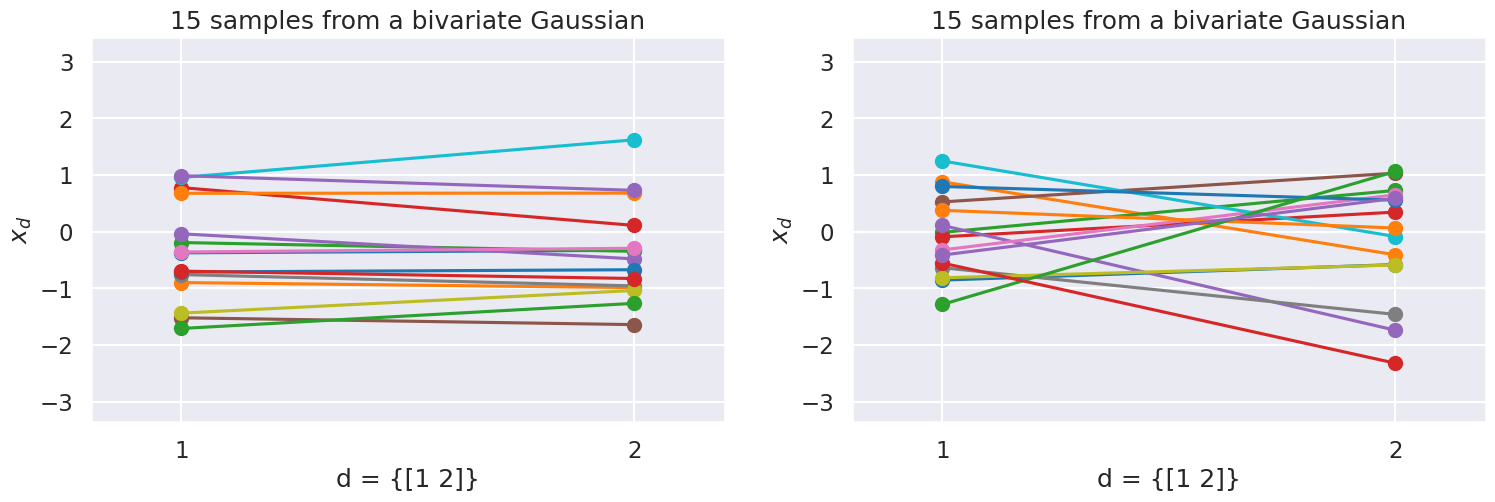 15 samples from a bivariate Gaussian
3
2
1
0
−1
−2
−3
x_d
1 2
d = {[1 2]}
15 samples from a bivariate Gaussian
3
2
1
0
−1
−2
−3
x_d
1 2
d = {[1 2]}